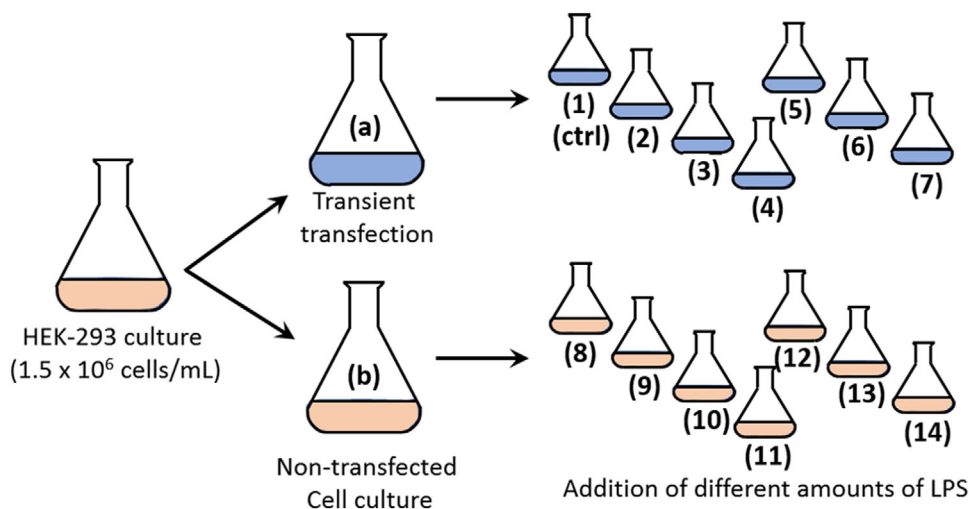 (a)
Transient
transfection
(1)
(ctrl)
(2)
(3)
(4)
(5)
(6)
(7)
HEK-293 culture
(1.5 x 10⁶ cells/mL)
(b)
Non-transfected
Cell culture
(8)
(9)
(10)
(11)
(12)
(13)
(14)
Addition of different amounts of LPS